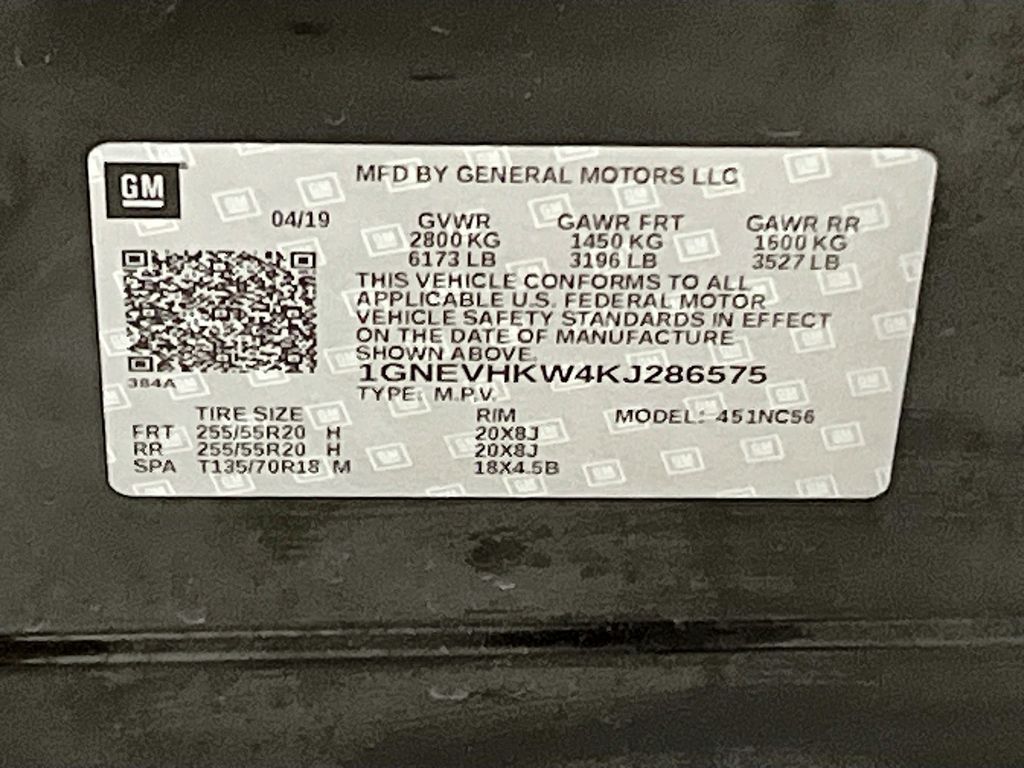 GM
MFD BY GENERAL MOTORS LLC
04/19 GVWR GAWR FRT GAWR RR
2800 KG 1450 KG 1600 KG
6173 LB 3196 LB 3527 LB
THIS VEHICLE CONFORMS TO ALL
APPLICABLE U.S. FEDERAL MOTOR
VEHICLE SAFETY STANDARDS IN EFFECT
ON THE DATE OF MANUFACTURE
SHOWN ABOVE.
384A
1GNEVHKW4KJ286575
TYPE: M.P.V.
TIRE SIZE RIM MODEL: 451NC56
FRT 255/55R20 H 20X8J
RR 255/55R20 H 20X8J
SPA T135/70R18 M 18X4.5B